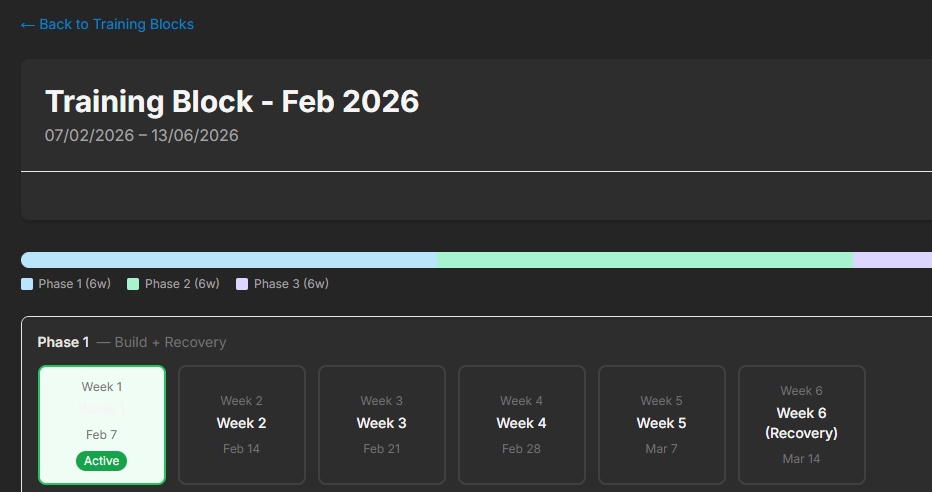 ← Back to Training Blocks
Training Block - Feb 2026
07/02/2026 – 13/06/2026
Phase 1 (6w)
Phase 2 (6w)
Phase 3 (6w)
Phase 1 — Build + Recovery
Week 1
Week 1
Feb 7
Active
Week 2
Week 2
Feb 14
Week 3
Week 3
Feb 21
Week 4
Week 4
Feb 28
Week 5
Week 5
Mar 7
Week 6
Week 6
(Recovery)
Mar 14